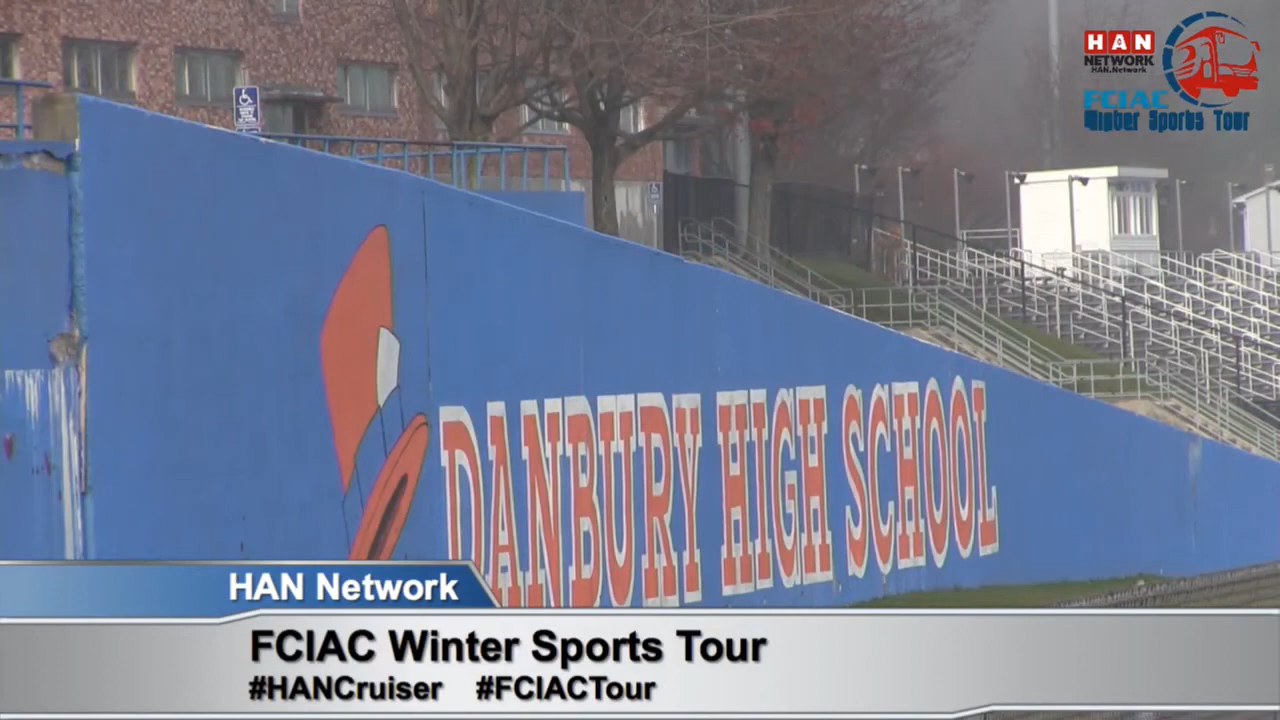 HAN
NETWORK
HAN.Network
FCIAC
Winter Sports Tour
DANBURY HIGH SCHOOL
HAN Network
FCIAC Winter Sports Tour
#HANCruiser #FCIACTour